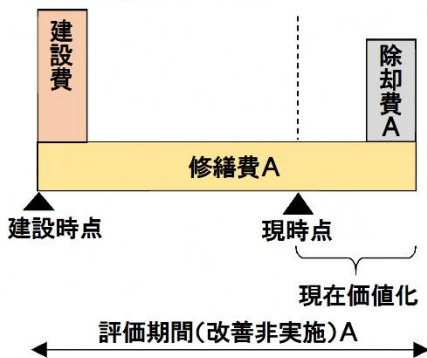 建設費
除却費A
修繕費A
建設時点
現時点
現在価値化
評価期間(改善非実施)A